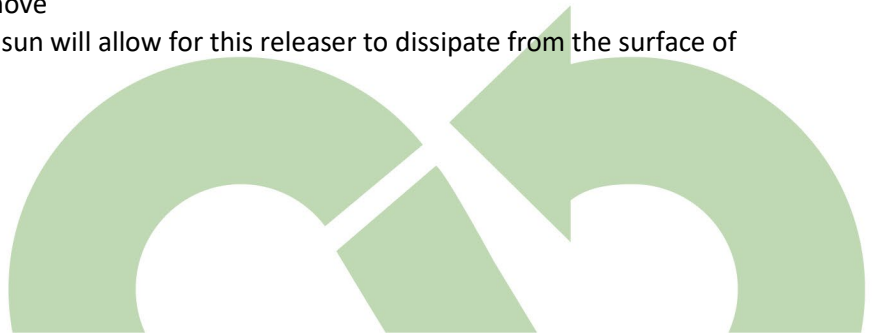 sun will allow for this releaser to dissipate from the surface of